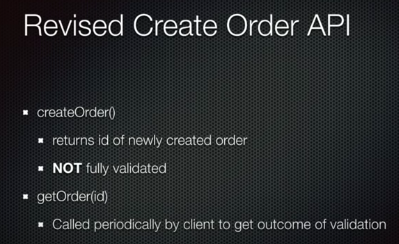 Revised Create Order API
createOrder()
returns id of newly created order
NOT fully validated
getOrder(id)
Called periodically by client to get outcome of validation